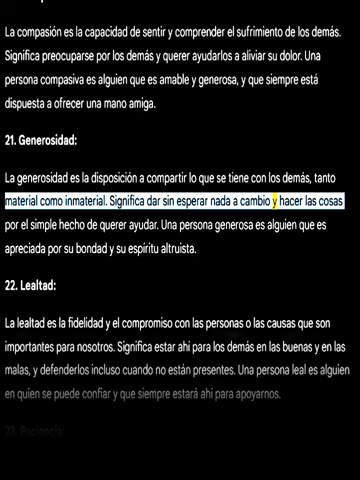 La compasión es la capacidad de sentir y comprender el sufrimiento de los demás.
Significa preocuparse por los demás y querer ayudarlos a aliviar su dolor. Una
persona compasiva es alguien que es amable y generosa, y que siempre está
dispuesta a ofrecer una mano amiga.
21. Generosidad:
La generosidad es la disposición a compartir lo que se tiene con los demás, tanto
material como inmaterial. Significa dar sin esperar nada a cambio y hacer las cosas
por el simple hecho de querer ayudar. Una persona generosa es alguien que es
apreciada por su bondad y su espíritu altruista.
22. Lealtad:
La lealtad es la fidelidad y el compromiso con las personas o las causas que son
importantes para nosotros. Significa estar ahí para los demás en las buenas y en las
malas, y defenderlos incluso cuando no están presentes. Una persona leal es alguien
en quien se puede confiar y que siempre estará ahí para apoyarnos.